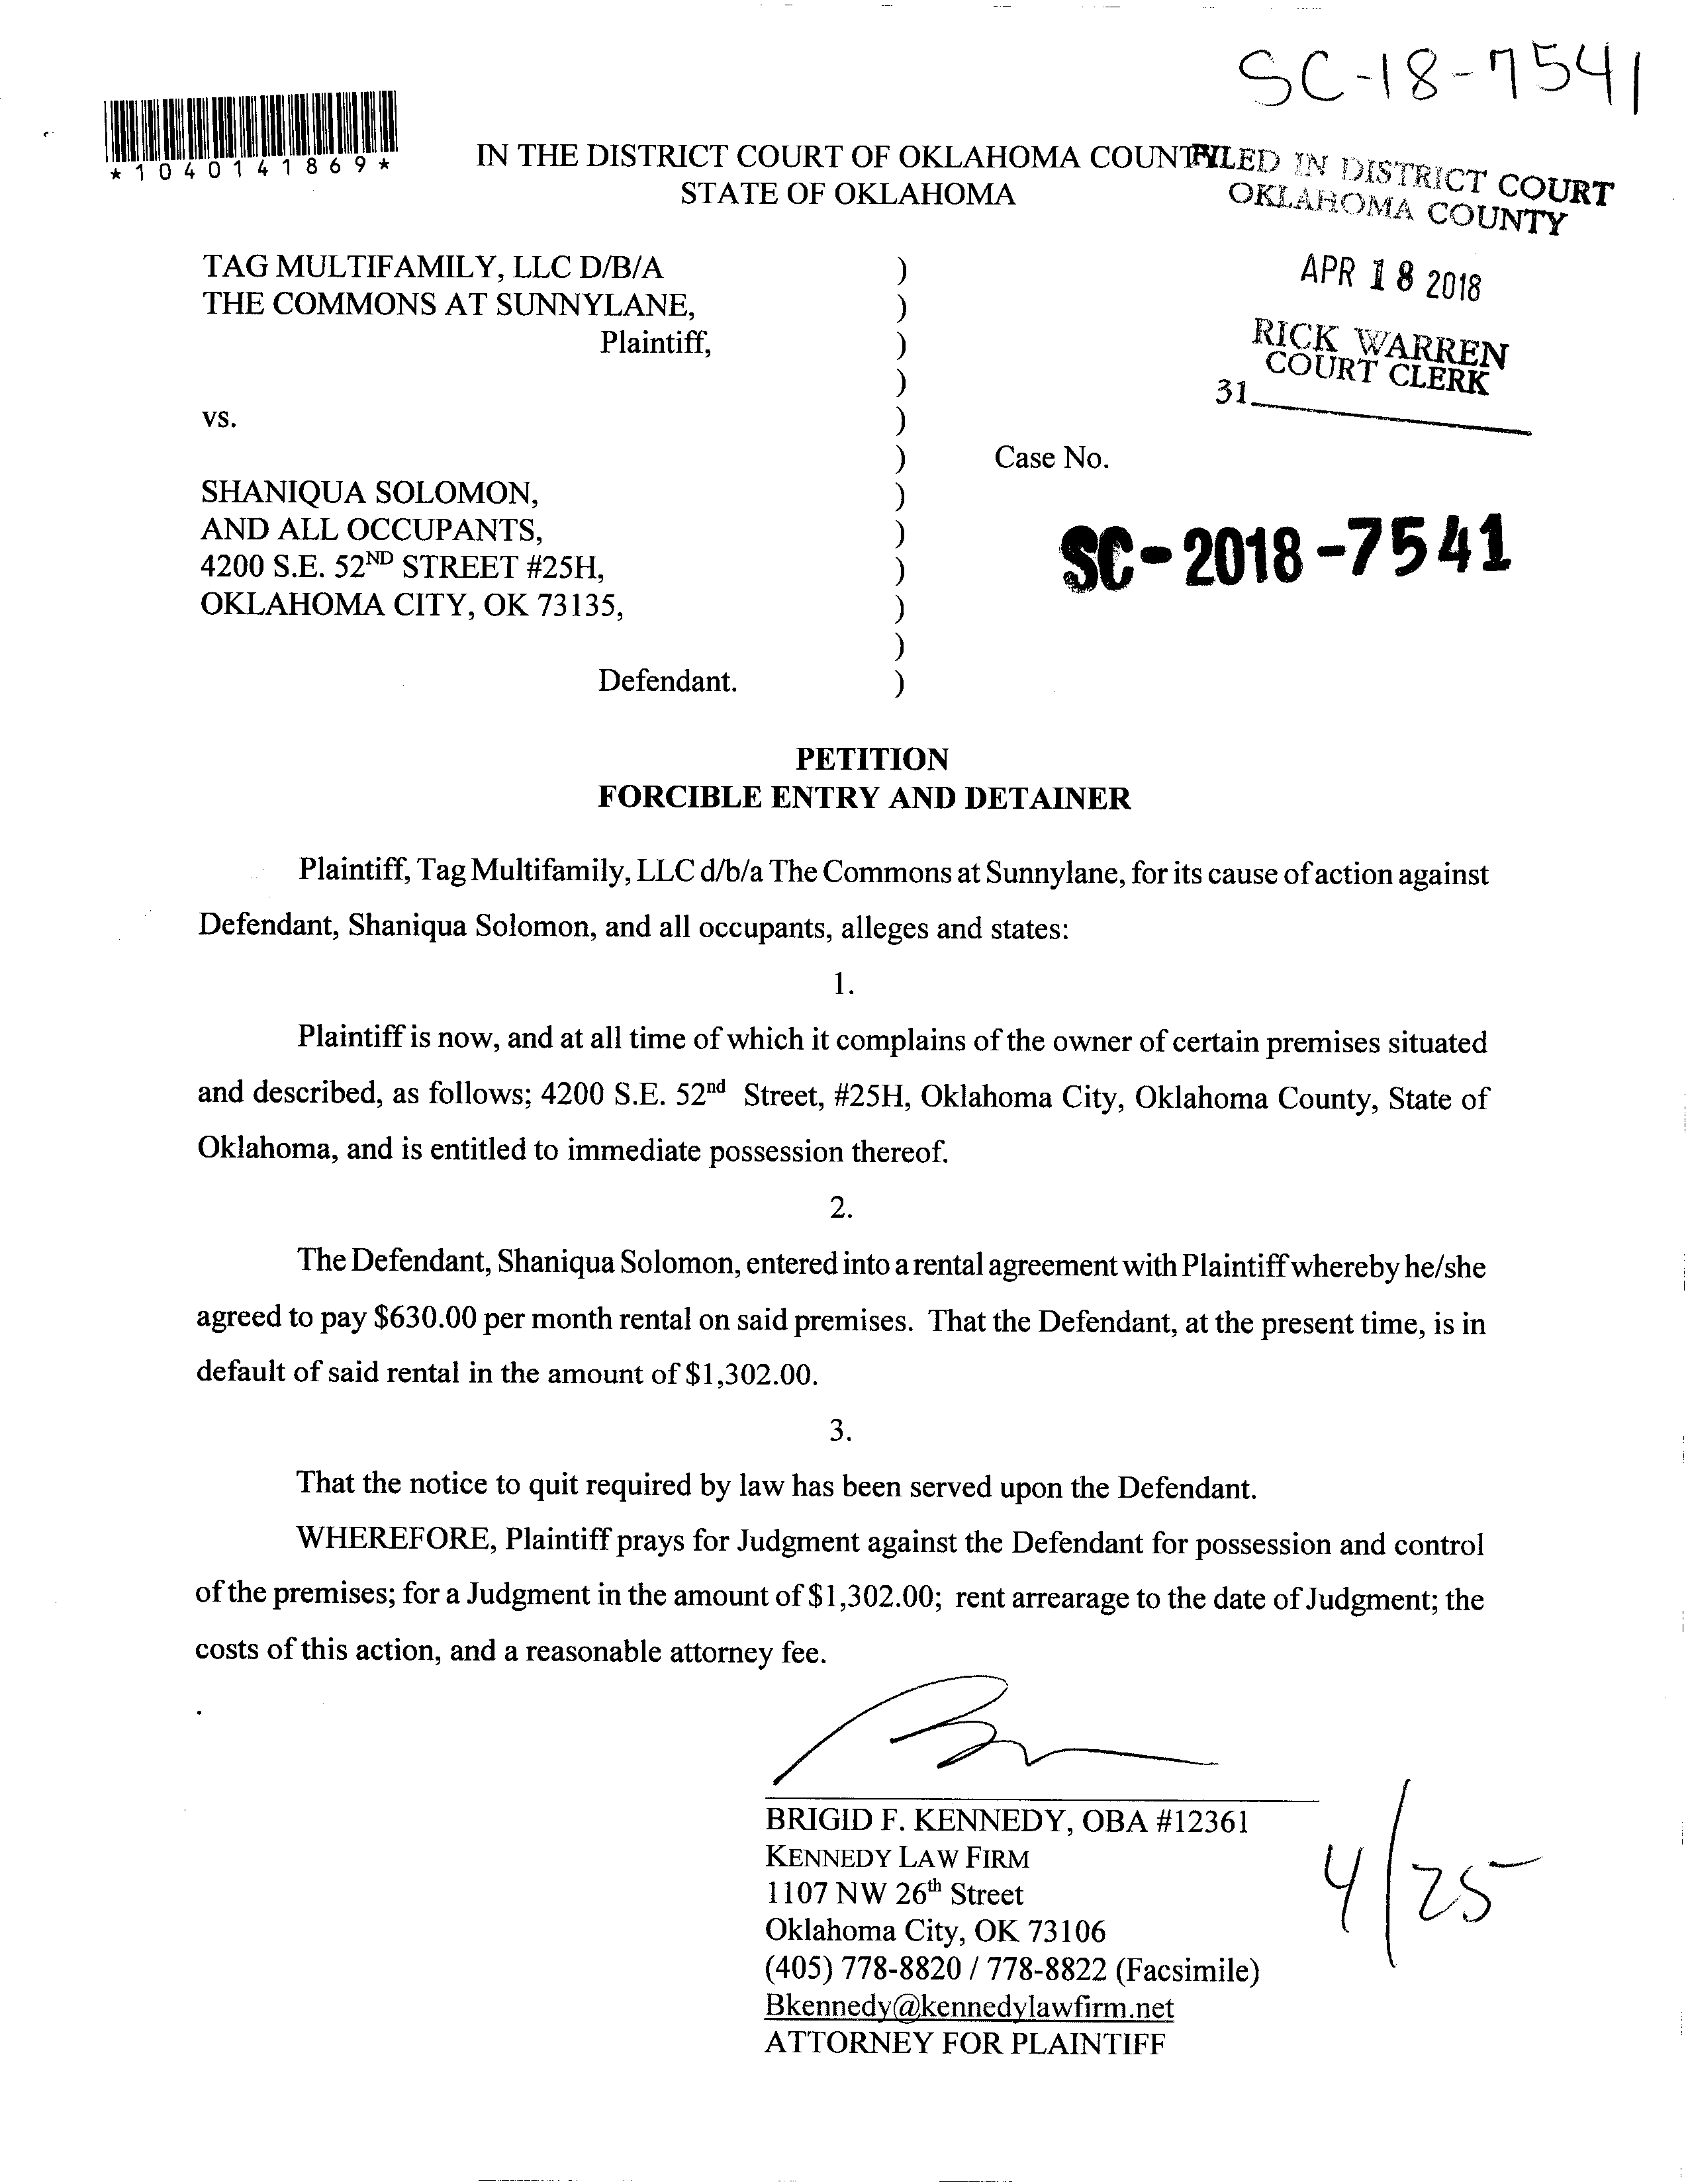 SC-18-7541
*1040141869*
IN THE DISTRICT COURT OF OKLAHOMA COUNTY
STATE OF OKLAHOMA
FILED IN DISTRICT COURT
OKLAHOMA COUNTY
APR 18 2018
RICK WARREN
COURT CLERK
31
TAG MULTIFAMILY, LLC D/B/A )
THE COMMONS AT SUNNYLANE, )
Plaintiff, )
)
vs. )
) Case No.
SHANIQUA SOLOMON, )
AND ALL OCCUPANTS, )
4200 S.E. 52ND STREET #25H, )
OKLAHOMA CITY, OK 73135, )
)
Defendant. )
SC-2018-7541
PETITION
FORCIBLE ENTRY AND DETAINER
Plaintiff, Tag Multifamily, LLC d/b/a The Commons at Sunnylane, for its cause of action against
Defendant, Shaniqua Solomon, and all occupants, alleges and states:
1.
Plaintiff is now, and at all time of which it complains of the owner of certain premises situated
and described, as follows; 4200 S.E. 52nd Street, #25H, Oklahoma City, Oklahoma County, State of
Oklahoma, and is entitled to immediate possession thereof.
2.
The Defendant, Shaniqua Solomon, entered into a rental agreement with Plaintiff whereby he/she
agreed to pay $630.00 per month rental on said premises. That the Defendant, at the present time, is in
default of said rental in the amount of $1,302.00.
3.
That the notice to quit required by law has been served upon the Defendant.
WHEREFORE, Plaintiff prays for Judgment against the Defendant for possession and control
of the premises; for a Judgment in the amount of $1,302.00; rent arrearage to the date of Judgment; the
costs of this action, and a reasonable attorney fee.
BRIGID F. KENNEDY, OBA #12361
KENNEDY LAW FIRM
1107 NW 26th Street
Oklahoma City, OK 73106
(405) 778-8820 / 778-8822 (Facsimile)
Bkennedy@kennedylawfirm.net
ATTORNEY FOR PLAINTIFF
4/25